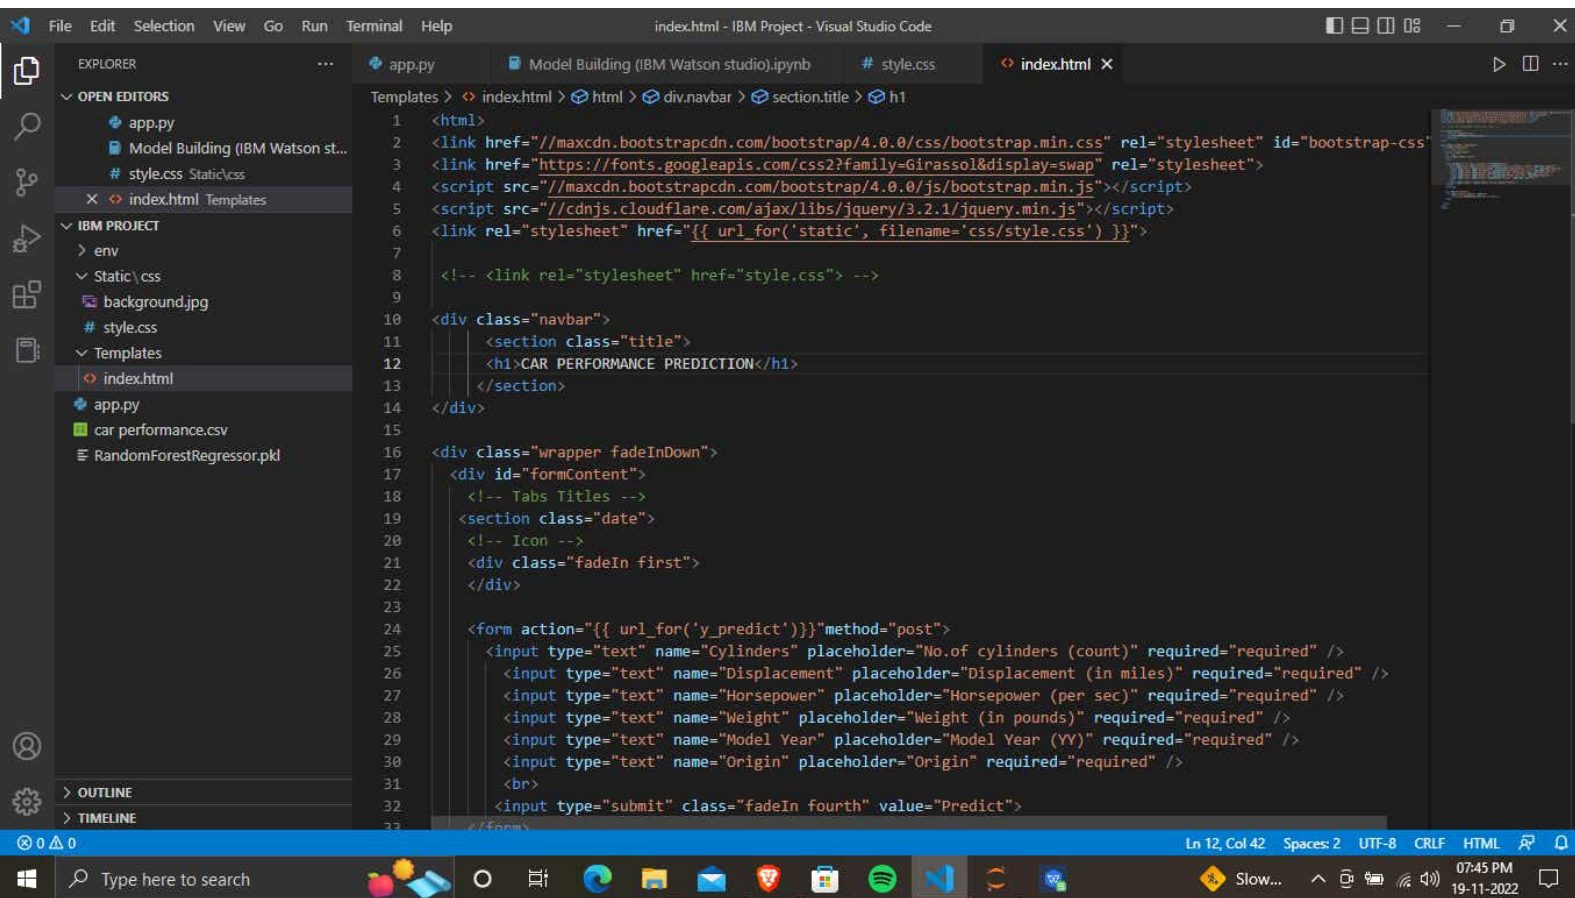 File Edit Selection View Go Run Terminal Help
index.html - IBM Project - Visual Studio Code
EXPLORER
OPEN EDITORS
app.py
Model Building (IBM Watson st...
# style.css Static\css
index.html Templates
IBM PROJECT
env
Static\css
background.jpg
# style.css
Templates
index.html
app.py
car performance.csv
RandomForestRegressor.pkl
OUTLINE
TIMELINE
app.py Model Building (IBM Watson studio).ipynb # style.css index.html
Templates > index.html > html > div.navbar > section.title > h1
1 <html>
2 <link href="//maxcdn.bootstrapcdn.com/bootstrap/4.0.0/css/bootstrap.min.css" rel="stylesheet" id="bootstrap-css"
3 <link href="https://fonts.googleapis.com/css2?family=Girassol&display=swap" rel="stylesheet">
4 <script src="//maxcdn.bootstrapcdn.com/bootstrap/4.0.0/js/bootstrap.min.js"></script>
5 <script src="//cdnjs.cloudflare.com/ajax/libs/jquery/3.2.1/jquery.min.js"></script>
6 <link rel="stylesheet" href="{{ url_for('static', filename='css/style.css') }}">
7
8 <!-- <link rel="stylesheet" href="style.css"> -->
9
10 <div class="navbar">
11 <section class="title">
12 <h1>CAR PERFORMANCE PREDICTION</h1>
13 </section>
14 </div>
15
16 <div class="wrapper fadeInDown">
17 <div id="formContent">
18 <!-- Tabs Titles -->
19 <section class="date">
20 <!-- Icon -->
21 <div class="fadeIn first">
22 </div>
23
24 <form action="{{ url_for('y_predict')}}"method="post">
25 <input type="text" name="Cylinders" placeholder="No.of cylinders (count)" required="required" />
26 <input type="text" name="Displacement" placeholder="Displacement (in miles)" required="required" />
27 <input type="text" name="Horsepower" placeholder="Horsepower (per sec)" required="required" />
28 <input type="text" name="Weight" placeholder="Weight (in pounds)" required="required" />
29 <input type="text" name="Model Year" placeholder="Model Year (YY)" required="required" />
30 <input type="text" name="Origin" placeholder="Origin" required="required" />
31 <br>
32 <input type="submit" class="fadeIn fourth" value="Predict">
33 </form>
0 0 Ln 12, Col 42 Spaces: 2 UTF-8 CRLF HTML
Type here to search
Slow...
07:45 PM
19-11-2022